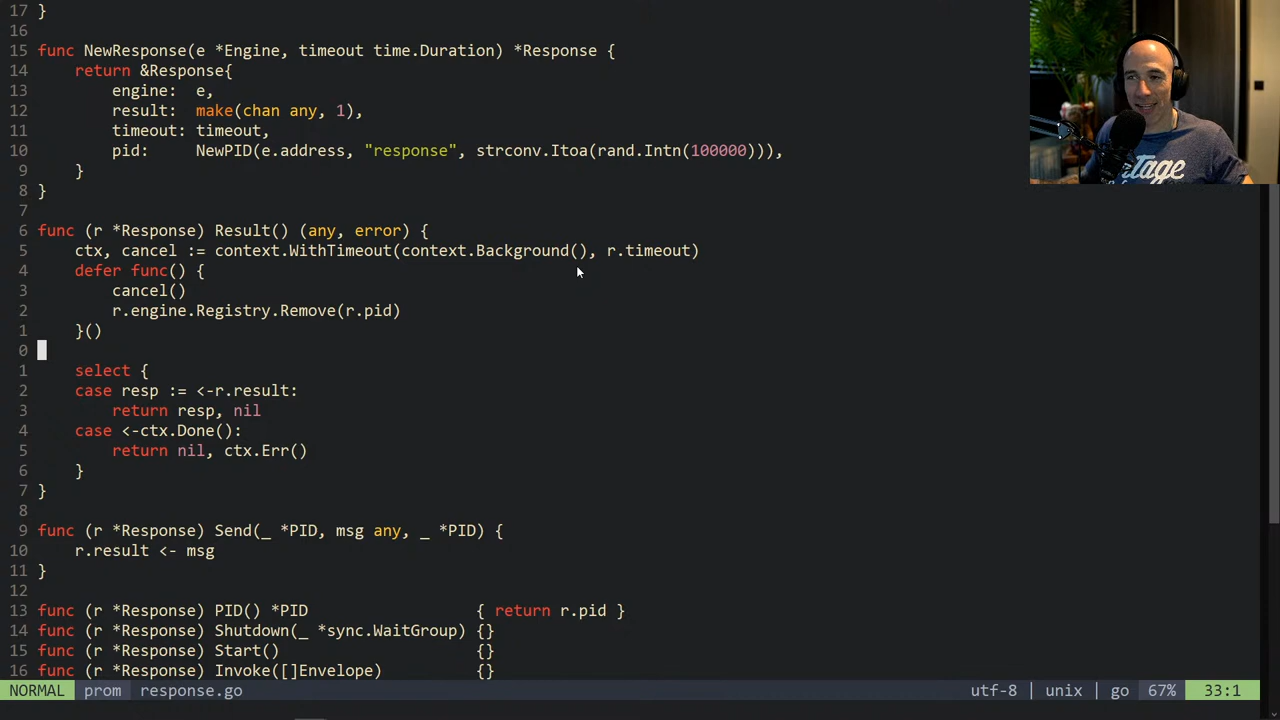 17 }
16
15 func NewResponse(e *Engine, timeout time.Duration) *Response {
14     return &Response{
13         engine:  e,
12         result:  make(chan any, 1),
11         timeout: timeout,
10         pid:     NewPID(e.address, "response", strconv.Itoa(rand.Intn(100000))),
9     }
8 }
7
6 func (r *Response) Result() (any, error) {
5     ctx, cancel := context.WithTimeout(context.Background(), r.timeout)
4     defer func() {
3         cancel()
2         r.engine.Registry.Remove(r.pid)
1     }()
0
1     select {
2     case resp := <-r.result:
3         return resp, nil
4     case <-ctx.Done():
5         return nil, ctx.Err()
6     }
7 }
8
9 func (r *Response) Send(_ *PID, msg any, _ *PID) {
10     r.result <- msg
11 }
12
13 func (r *Response) PID() *PID                  { return r.pid }
14 func (r *Response) Shutdown(_ *sync.WaitGroup) {}
15 func (r *Response) Start()                     {}
16 func (r *Response) Invoke([]Envelope)          {}
NORMAL prom response.go utf-8 | unix | go 67% 33:1